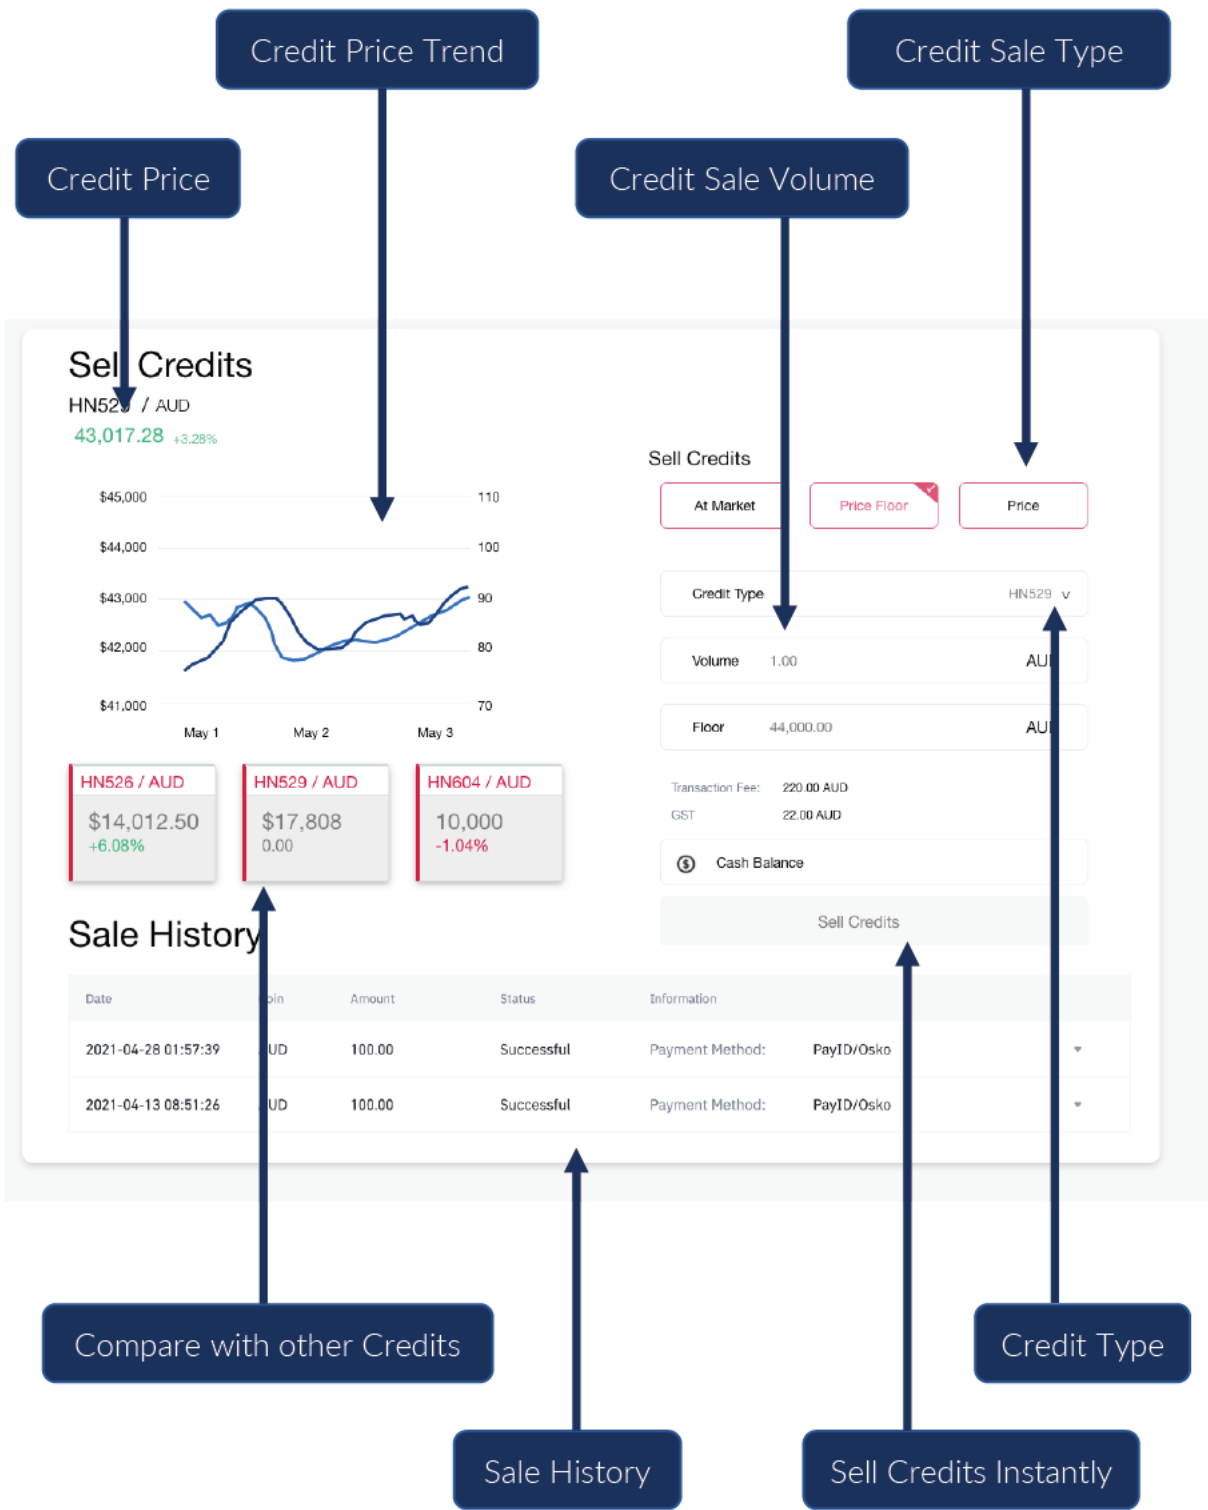 Credit Price Trend
Credit Sale Type
Credit Price
Credit Sale Volume
Sell Credits
HN529 / AUD
43,017.28 +3.28%
$45,000
$44,000
$43,000
$42,000
$41,000
110
100
90
80
70
May 1 May 2 May 3
HN526 / AUD
$14,012.50
+6.08%
HN529 / AUD
$17,808
0.00
HN604 / AUD
10,000
-1.04%
Sell Credits
At Market Price Floor Price
Credit Type HN529
Volume 1.00 AUD
Floor 44,000.00 AUD
Transaction Fee: 220.00 AUD
GST 22.00 AUD
Cash Balance
Sell Credits
Sale History
Date Coin Amount Status Information
2021-04-28 01:57:39 AUD 100.00 Successful Payment Method: PayID/Osko
2021-04-13 08:51:26 AUD 100.00 Successful Payment Method: PayID/Osko
Compare with other Credits
Credit Type
Sale History
Sell Credits Instantly